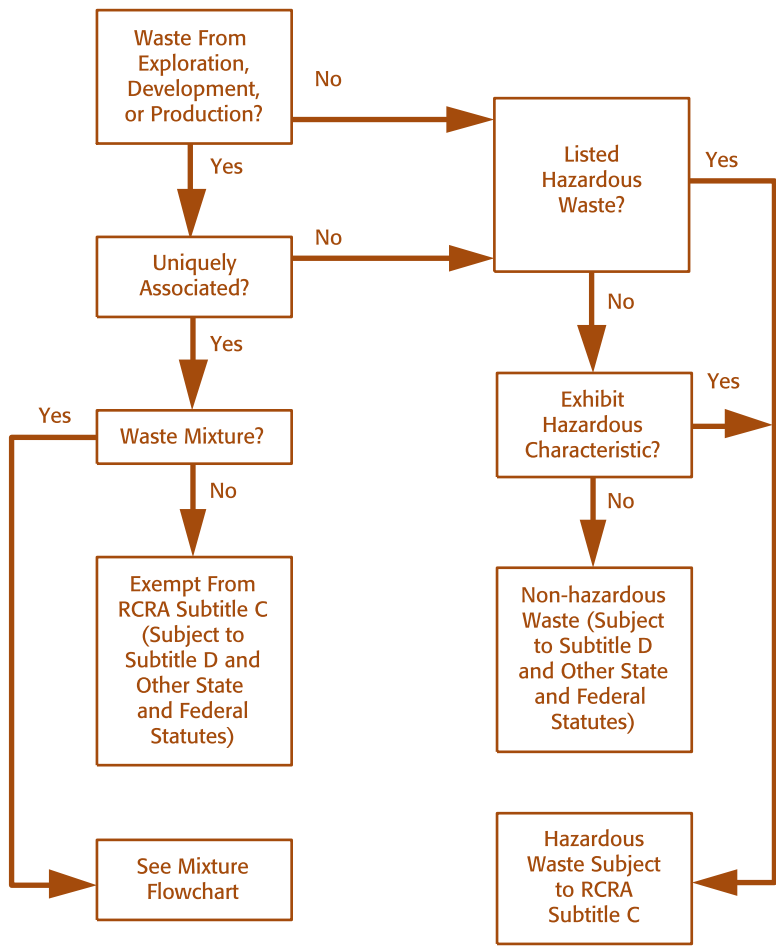 Waste From
Exploration,
Development,
or Production?
No
Yes
Listed
Hazardous
Waste?
Yes
Uniquely
Associated?
No
Yes
No
Waste Mixture?
Yes
No
Exhibit
Hazardous
Characteristic?
Yes
No
Exempt From
RCRA Subtitle C
(Subject to
Subtitle D and
Other State
and Federal
Statutes)
Non-hazardous
Waste (Subject
to Subtitle D
and Other State
and Federal
Statutes)
See Mixture
Flowchart
Hazardous
Waste Subject
to RCRA
Subtitle C